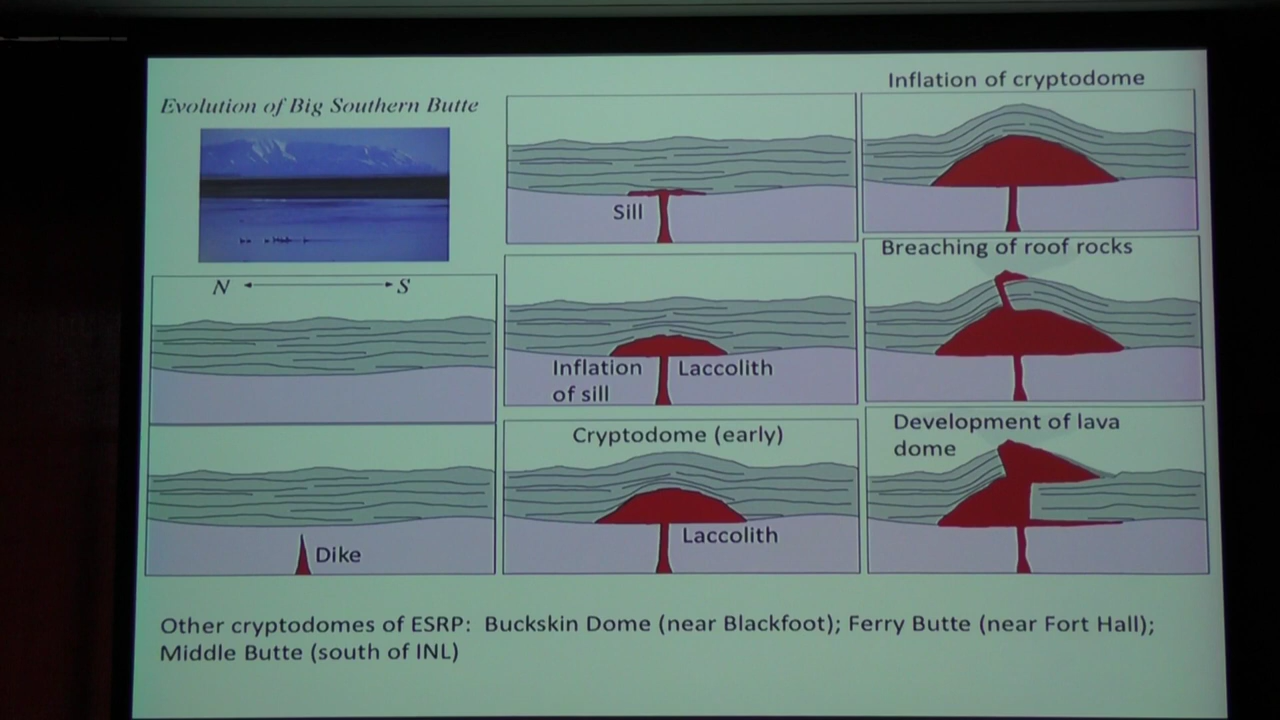 Evolution of Big Southern Butte
N S
Dike
Sill
Inflation Laccolith
of sill
Cryptodome (early)
Laccolith
Inflation of cryptodome
Breaching of roof rocks
Development of lava
dome
Other cryptodomes of ESRP: Buckskin Dome (near Blackfoot); Ferry Butte (near Fort Hall);
Middle Butte (south of INL)